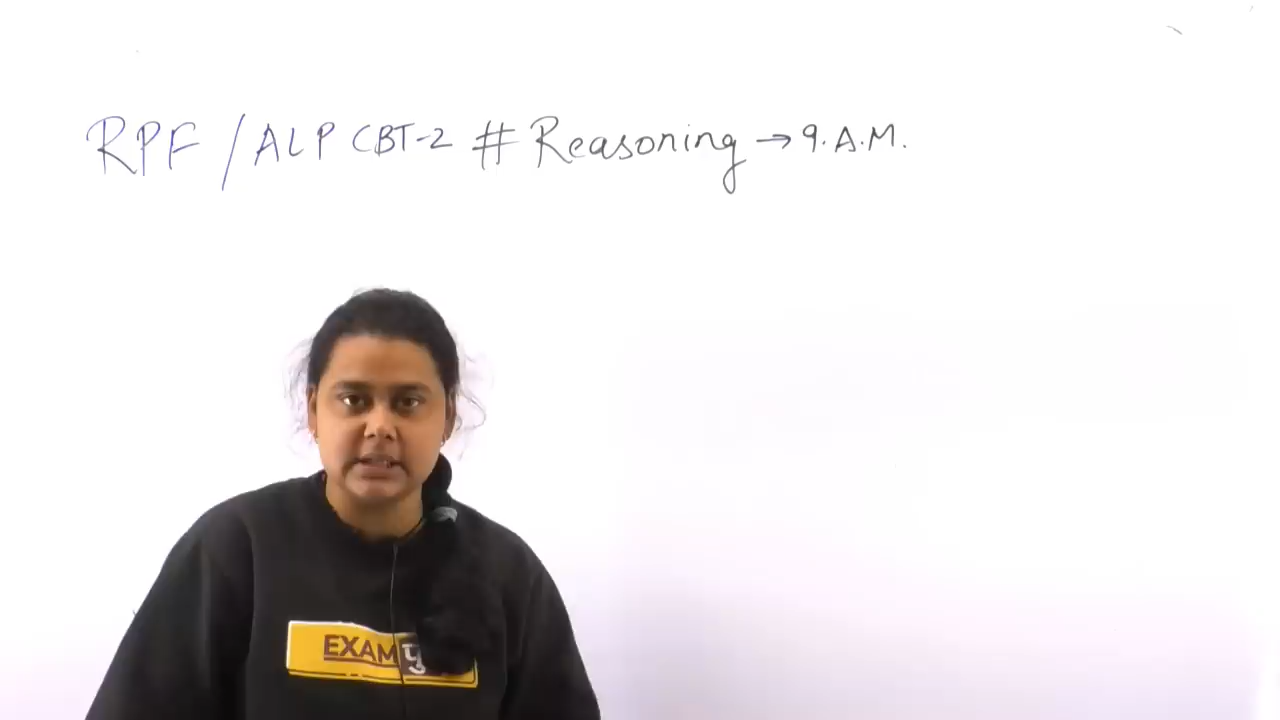 RPF / ALP CBT-2 # Reasoning → 9.A.M.
EXAM पु